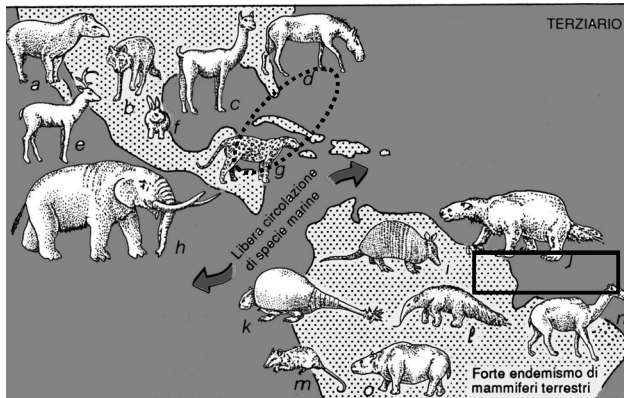 TERZIARIO
a
b
c
d
e
f
g
h
Libera circolazione
di specie marine
i
j
k
l
m
n
o
Forte endemismo di
mammiferi terrestri